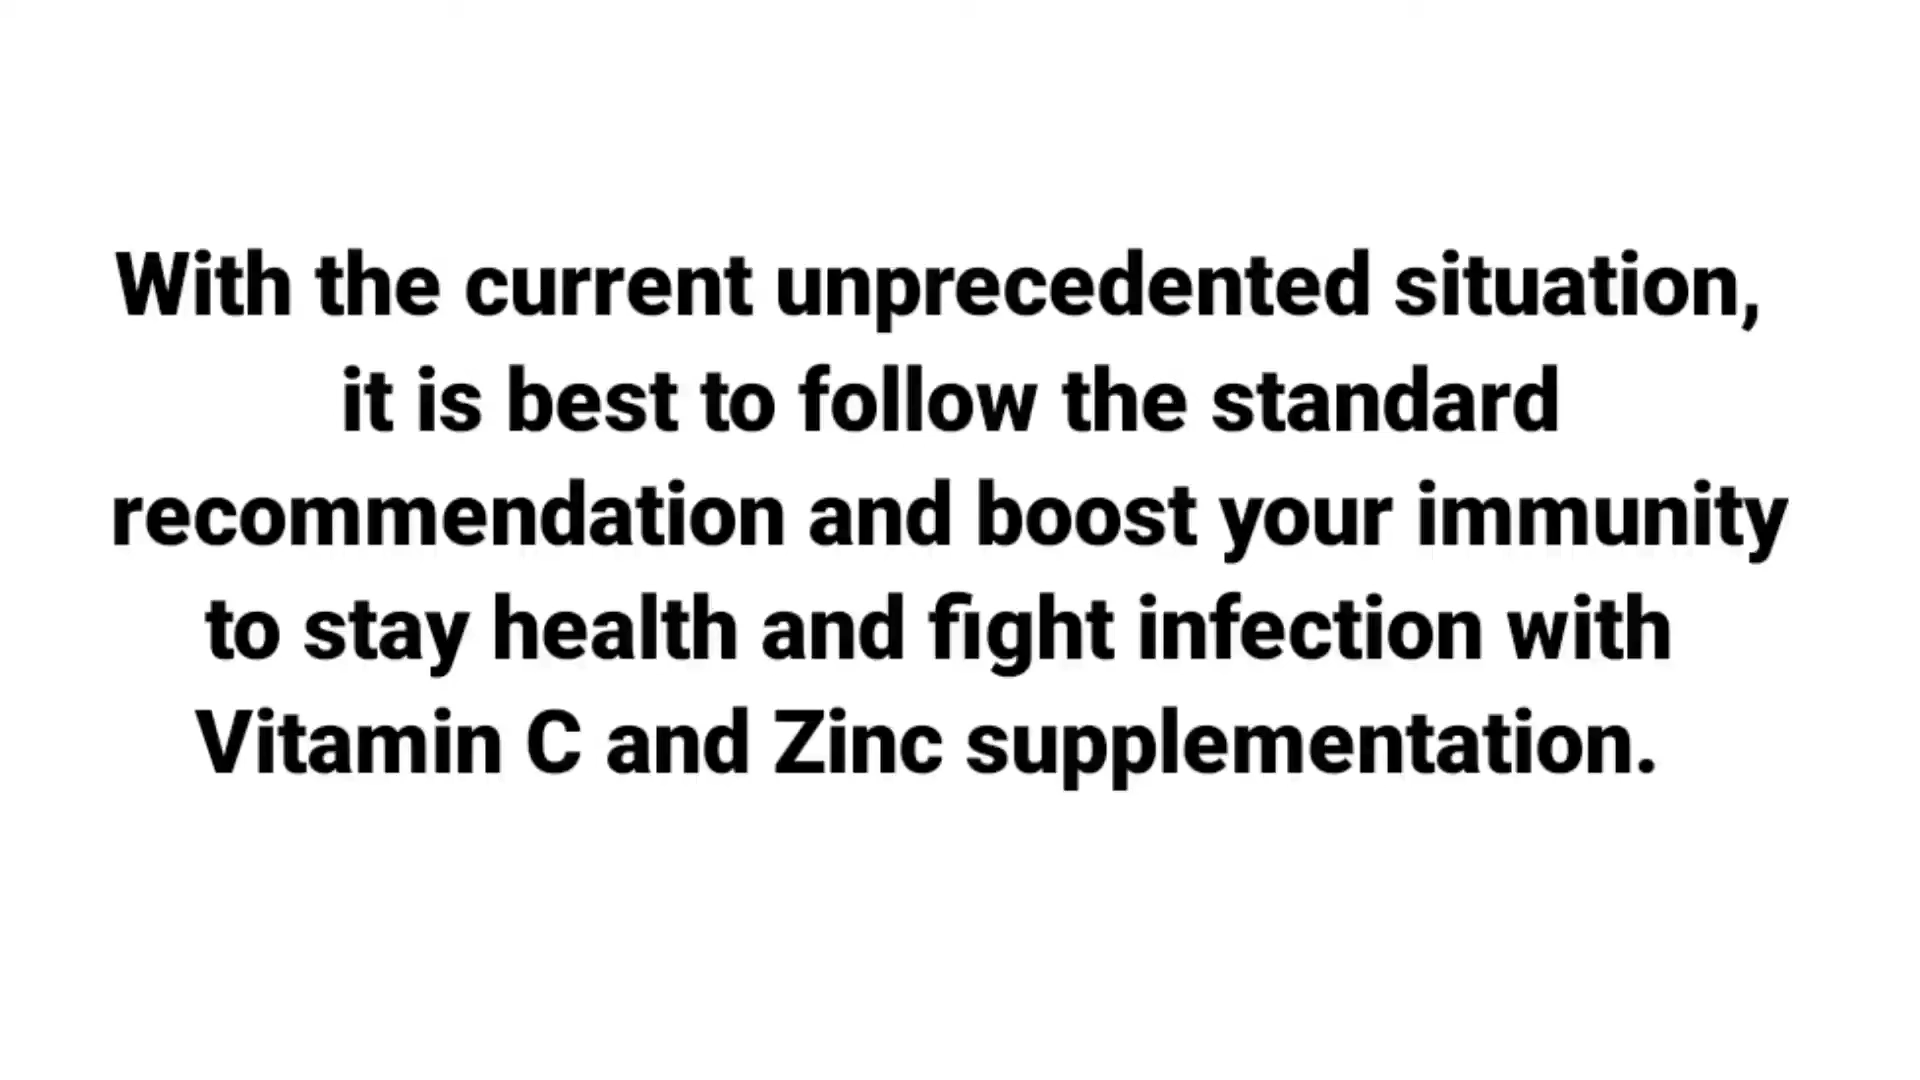 With the current unprecedented situation,
it is best to follow the standard
recommendation and boost your immunity
to stay health and fight infection with
Vitamin C and Zinc supplementation.